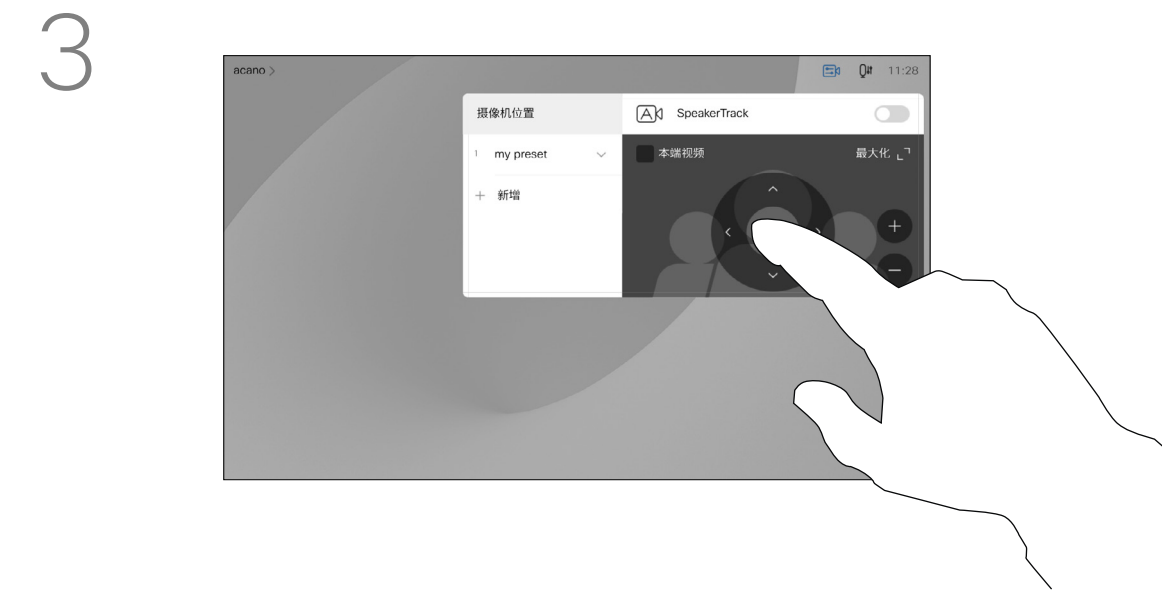 3
acano >
11:28
摄像机位置
SpeakerTrack
1 my preset
本端视频
最大化
+ 新增